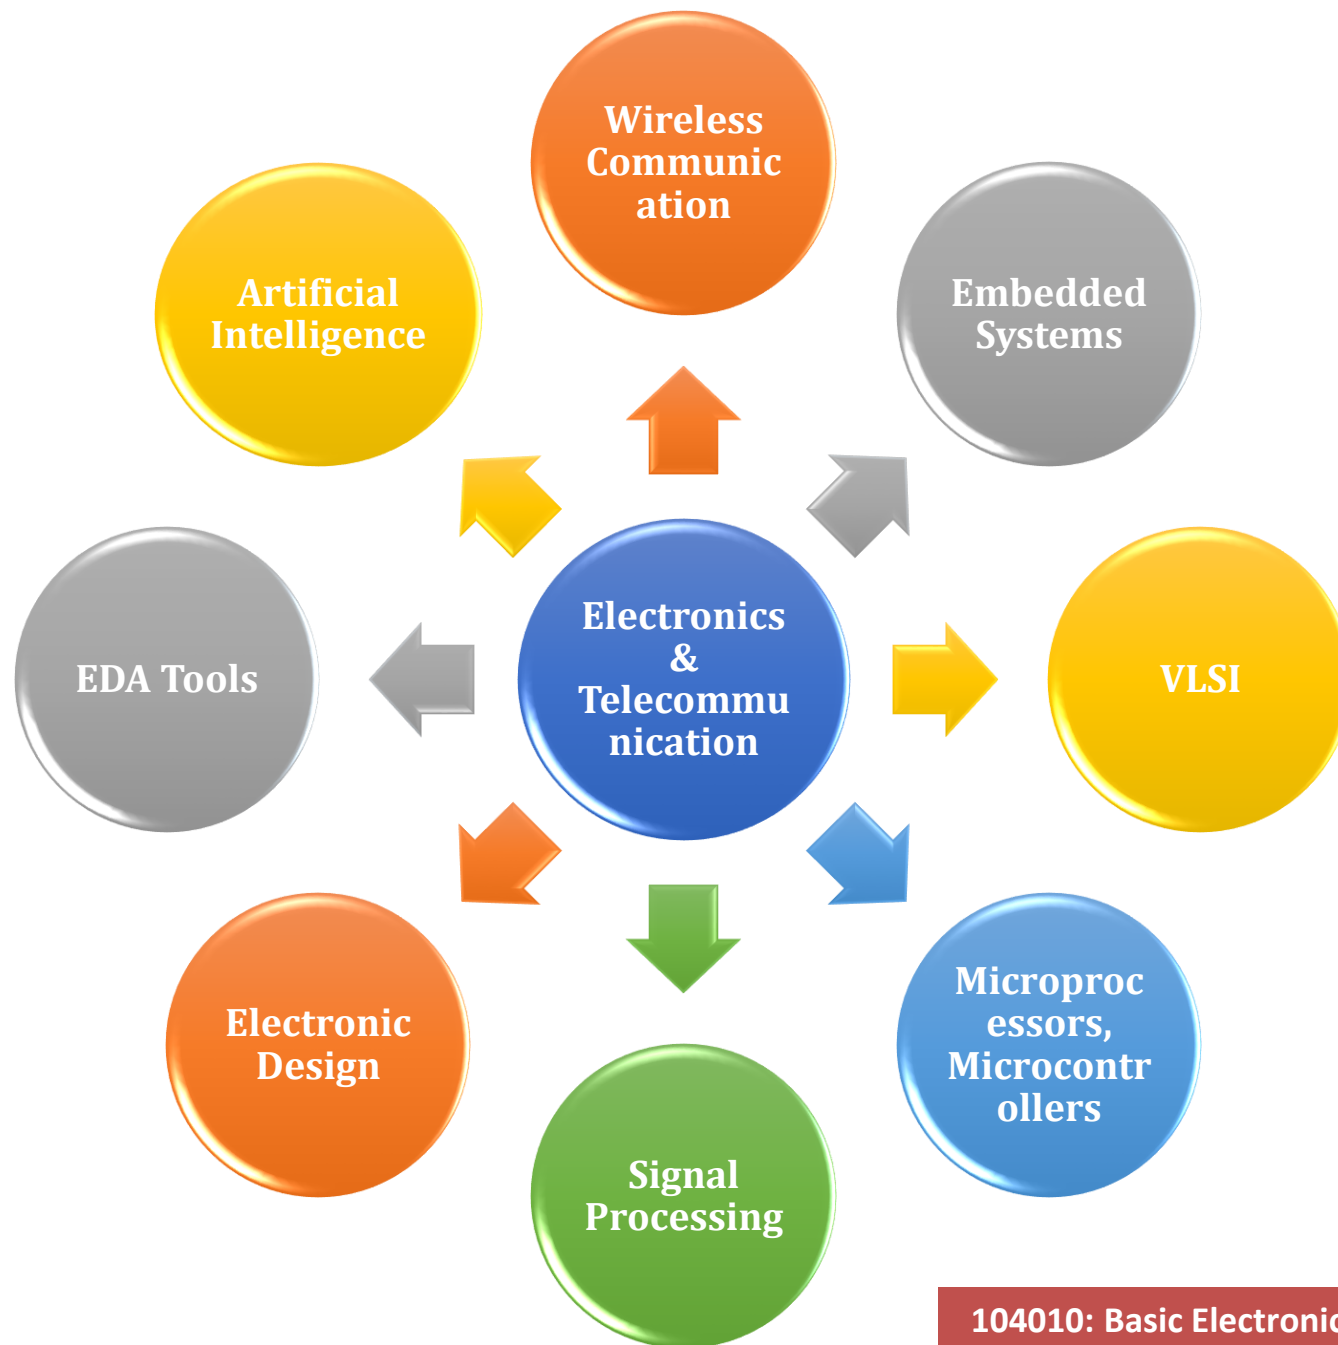 Wireless
Communic
ation
Artificial
Intelligence
Embedded
Systems
Electronics
&
Telecommu
nication
EDA Tools
VLSI
Electronic
Design
Microproc
essors,
Microcontr
ollers
Signal
Processing
104010: Basic Electronic